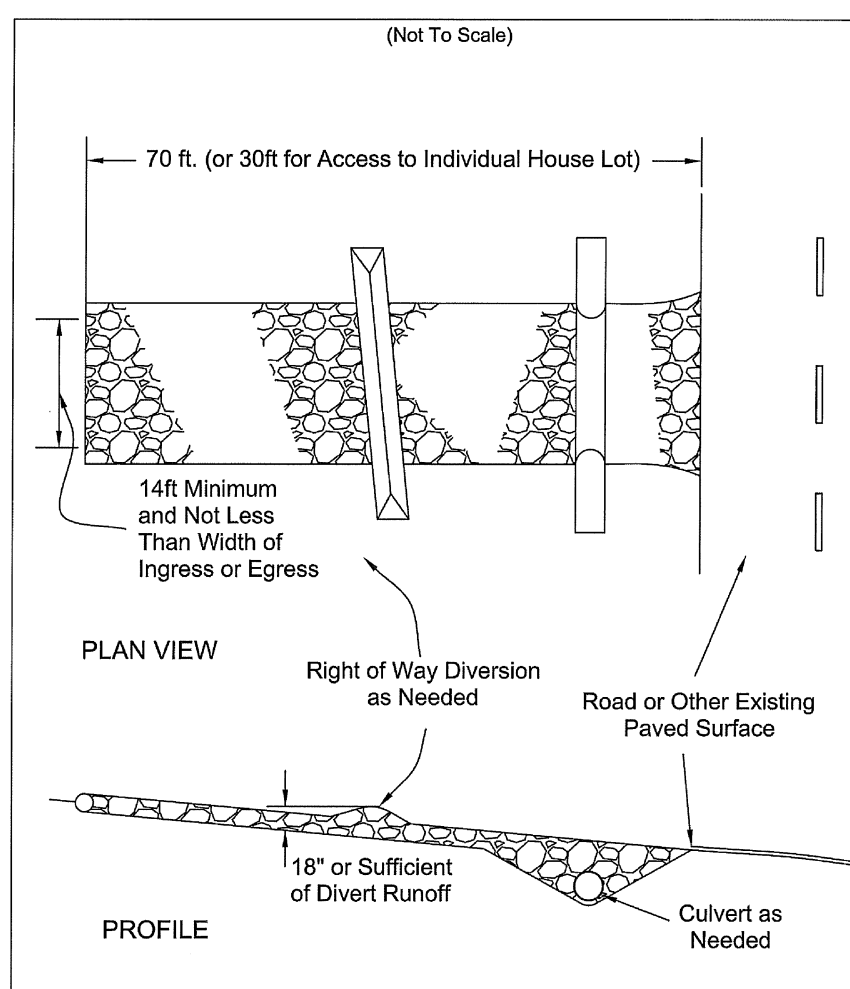 (Not To Scale)
70 ft. (or 30ft for Access to Individual House Lot)
14ft Minimum
and Not Less
Than Width of
Ingress or Egress
PLAN VIEW
Right of Way Diversion
as Needed
Road or Other Existing
Paved Surface
18" or Sufficient
of Divert Runoff
Culvert as
Needed
PROFILE